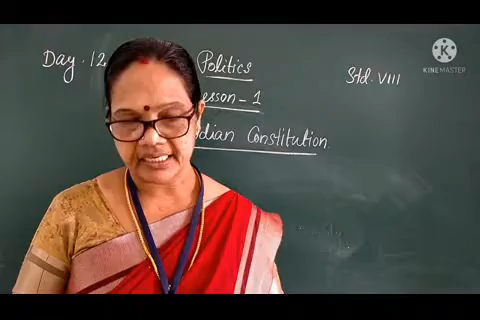 Day. 12
Politics
Std. VIII
esson - 1
dian Constitution
KINEMASTER